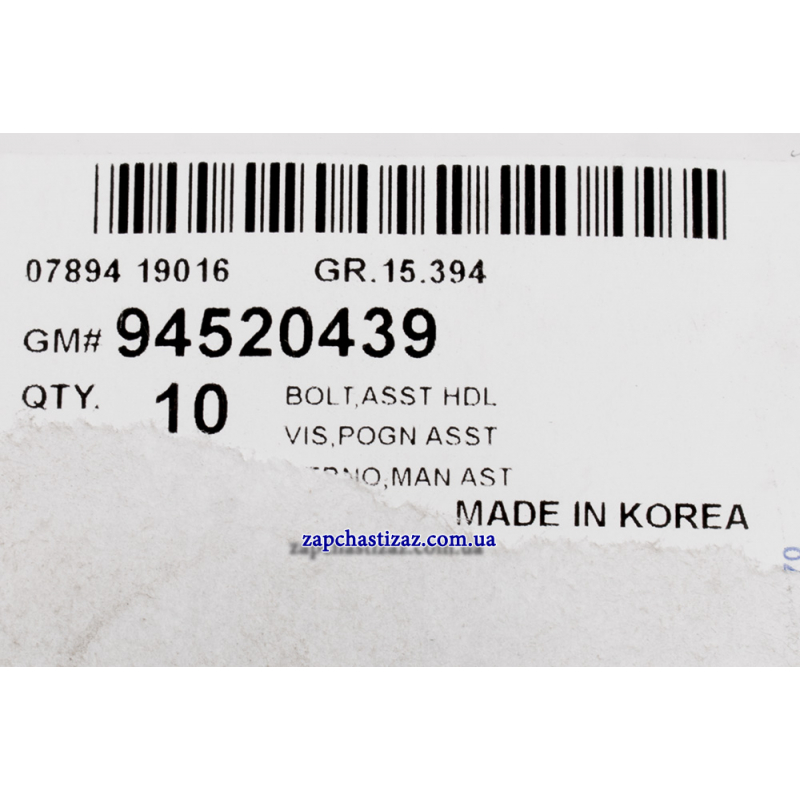 07894 19016 GR.15.394
GM# 94520439
QTY. 10 BOLT,ASST HDL
VIS,POGN ASST
MAN AST
MADE IN KOREA
zapchastizaz.com.ua